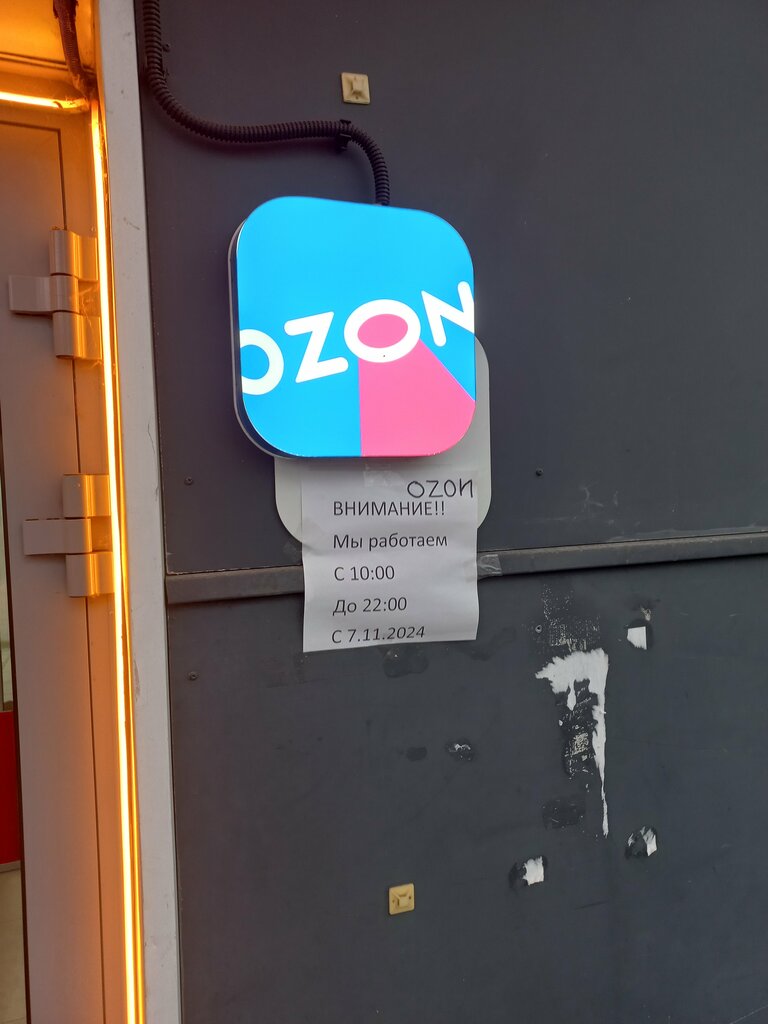 OZON
OZON
ВНИМАНИЕ!!
Мы работаем
С 10:00
До 22:00
С 7.11.2024